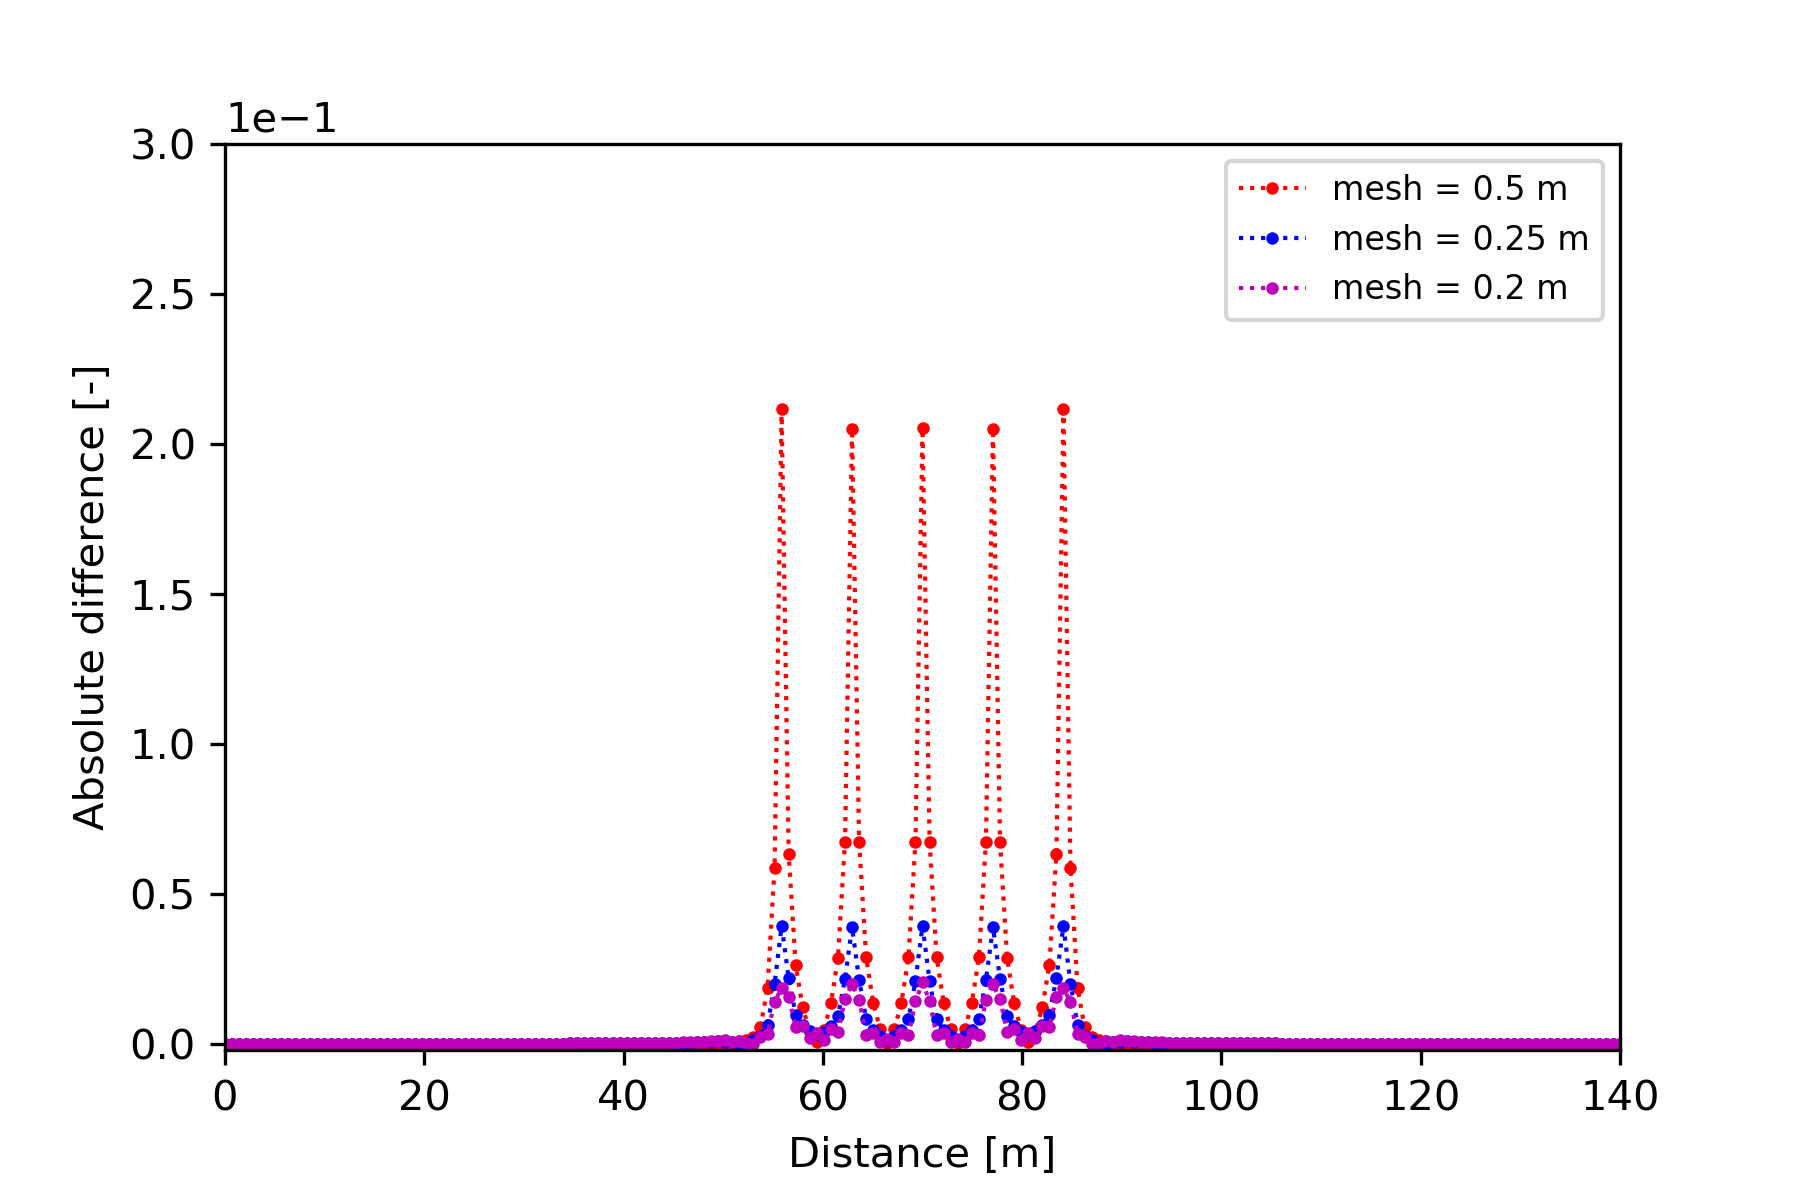 1e−1
3.0
2.5
2.0
1.5
1.0
0.5
0.0
Absolute difference [-]
mesh = 0.5 m
mesh = 0.25 m
mesh = 0.2 m
0 20 40 60 80 100 120 140
Distance [m]